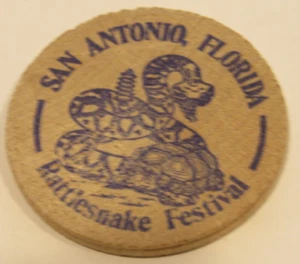 SAN ANTONIO, FLORIDA
Rattlesnake Festival